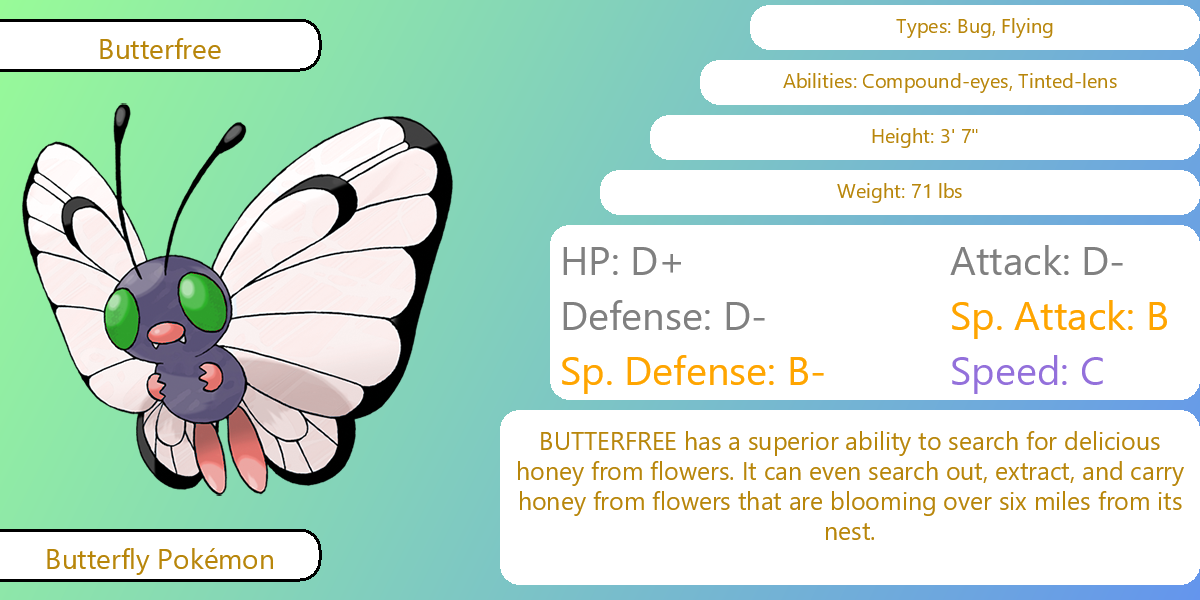 Butterfree
Types: Bug, Flying
Abilities: Compound-eyes, Tinted-lens
Height: 3' 7"
Weight: 71 lbs
HP: D+
Attack: D-
Defense: D-
Sp. Attack: B
Sp. Defense: B-
Speed: C
BUTTERFREE has a superior ability to search for delicious
honey from flowers. It can even search out, extract, and carry
honey from flowers that are blooming over six miles from its
nest.
Butterfly Pokémon